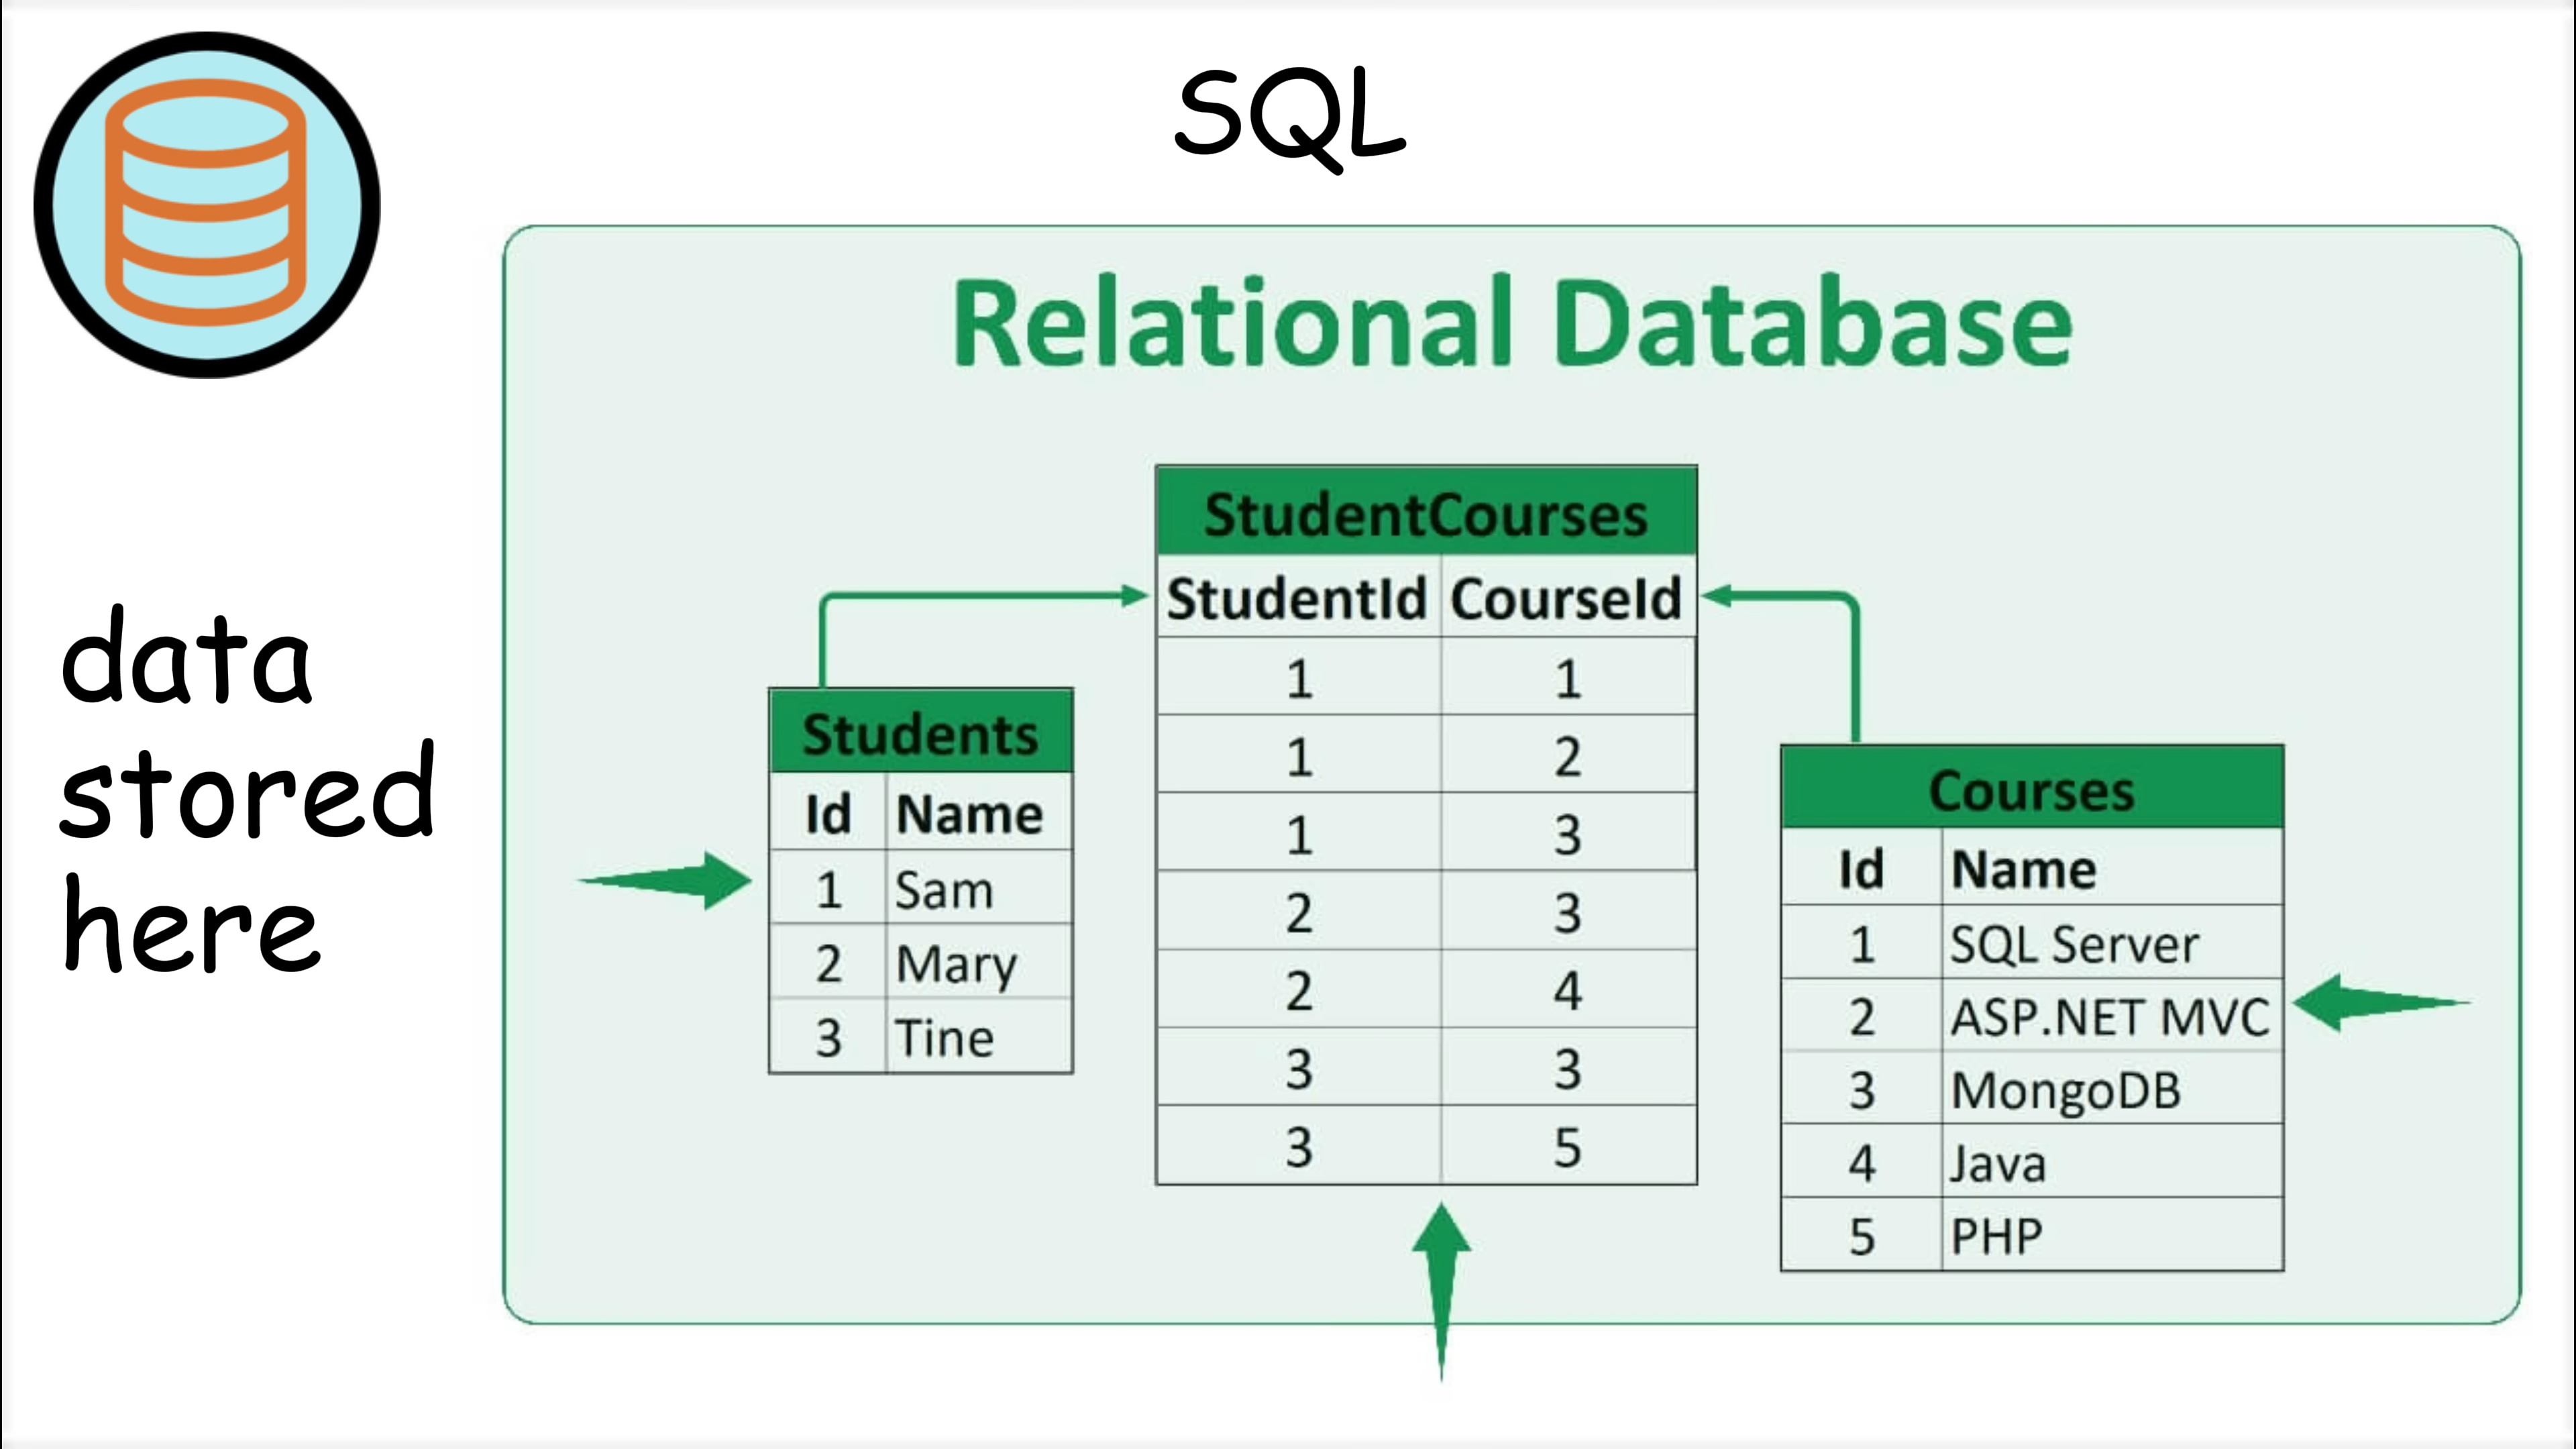 SQL
data
stored
here
Relational Database
StudentCourses
StudentId CourseId
1 1
1 2
1 3
2 3
2 4
3 3
3 5
Students
Id Name
1 Sam
2 Mary
3 Tine
Courses
Id Name
1 SQL Server
2 ASP.NET MVC
3 MongoDB
4 Java
5 PHP